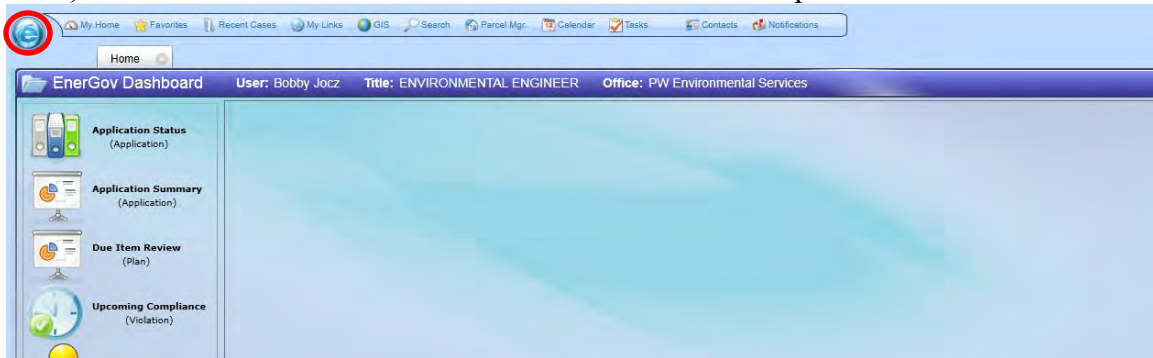 My Home Favorites Recent Cases My Links GIS Search Parcel Mgr. Calendar Tasks Contacts Notifications
Home
EnerGov Dashboard User: Bobby Jocz Title: ENVIRONMENTAL ENGINEER Office: PW Environmental Services
Application Status
(Application)
Application Summary
(Application)
Due Item Review
(Plan)
Upcoming Compliance
(Violation)